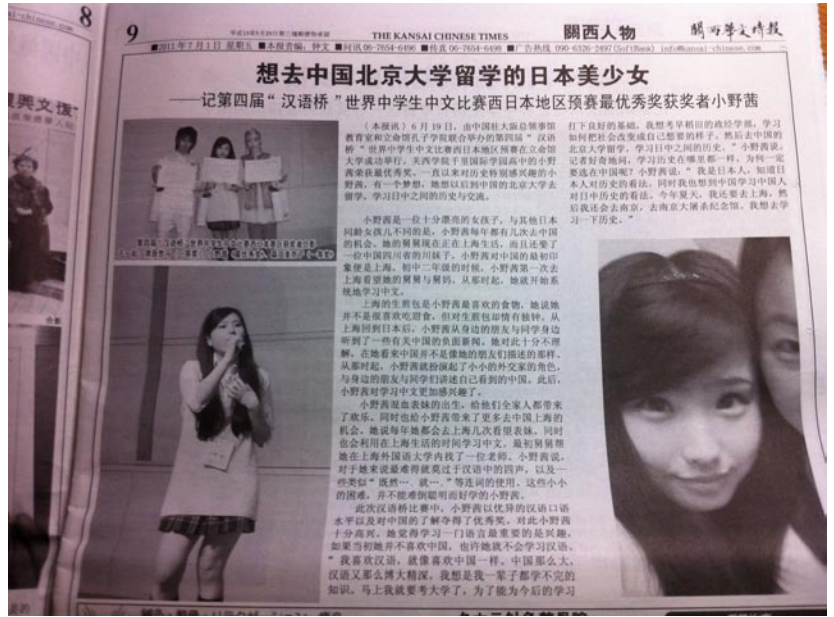 8
9
THE KANSAI CHINESE TIMES
關西人物
關西華文時報
■2011年7月1日 星期五 ■本报责编：钟文 ■问讯 06-7654-6496 ■传真 06-7654-6498 ■广告热线 090-6326-2897(SoftBank) info@kansai-chinese.com
想去中国北京大学留学的日本美少女
——记第四届“汉语桥”世界中学生中文比赛西日本地区预赛最优秀奖获奖者小野茜
（本报讯）6月19日，由中国驻大阪总领事馆
教育室和立命馆孔子学院联合举办的第四届“汉语
桥”世界中学生中文比赛西日本地区预赛在立命馆
大学成功举行。关西学院千里国际学园高中的小野
茜荣获最优秀奖。一直以来对历史特别感兴趣的小
野茜，有一个梦想，她想以后到中国的北京大学去
留学，学习日中之间的历史与交流。
小野茜是一位十分漂亮的女孩子，与其他日本
同龄女孩儿不同的是，小野茜每年都有几次去中国
的机会。她的舅舅现在正在上海生活，而且还娶了
一位中国四川省的川妹子。小野茜对中国的最初印
象便是上海。初中二年级的时候，小野茜第一次去
上海看望她的舅舅与舅妈。从那时起，她就开始系
统地学习中文。
上海的生煎包是小野茜最喜欢的食物，她说她
并不是很喜欢吃甜食，但对生煎包却情有独钟。从
上海回到日本后，小野茜从身边的朋友与同学身边
听到了一些有关中国的负面新闻，她对此十分不理
解。在她看来中国并不是像她的朋友们描述的那样。
从那时起，小野茜就扮演起了小小的外交家的角色，
与身边的朋友与同学们讲述自己看到的中国。此后，
小野茜对学习中文更加感兴趣了。
小野茜混血表妹的出生，给他们全家人都带来
了欢乐。同时也给小野茜带来了更多去中国上海的
机会。她说每年她都会去上海几次看望表妹。同时
也会利用在上海生活的时间学习中文。最初舅舅帮
她在上海外国语大学内找了一位老师。小野茜说，
对于她来说最难得就莫过于汉语中的四声，以及一
些类似“既然…，就…，”等连词的使用。这些小小
的困难，并不能难倒聪明而好学的小野茜。
此次汉语桥比赛中，小野茜以优异的汉语口语
水平以及对中国的了解夺得了优秀奖。对此小野茜
十分高兴。她觉得学习一门语言最重要的是兴趣，
如果当初她并不喜欢中国，也许她就不会学习汉语。
“我喜欢汉语，就像喜欢中国一样。中国那么大，
汉语又那么博大精深，我想是我一辈子都学不完的
知识。马上我就要考大学了，为了能为今后的学习
打下良好的基础，我想考早稻田的政经学部，学习
如何把社会改变成自己想要的样子，然后去中国的
北京大学留学，学习日中之间的历史。”小野茜说。
记者好奇地问，学习历史在哪里都一样，为何一定
要选在中国呢？小野茜说，“我是日本人，知道日
本人对历史的看法，同时我也想到中国学习中国人
对日中历史的看法。今年夏天，我还要去上海，然
后我还会去南京，去南京大屠杀纪念馆，我想去学
习一下历史。”